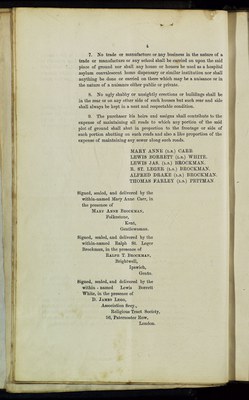 4
7. No trade or manufacture or any business in the nature of a
trade or manufacture or any school shall be carried on upon the said
piece of ground nor shall any house or houses be used as a hospital
asylum convalescent home dispensary or similar institution nor shall
anything be done or carried on there which may be a nuisance or in
the nature of a nuisance either public or private.
8. No ugly shabby or unsightly erections or buildings shall be
in the rear or on any other side of such houses but such rear and side
shall always be kept in a neat and respectable condition.
9. The purchaser his heirs and assigns shall contribute to the
expense of maintaining all roads to which any portion of the said
plot of ground shall abut in proportion to the frontage or side of
such portion abutting on such roads and also a like proportion of the
expense of maintaining any sewer along such roads.
MARY ANNE (L.S.) CARR.
LEWIS BORRETT (L.S.) WHITE.
LEWIS JAS. (L.S.) BROCKMAN.
R. ST. LEGER (L.S.) BROCKMAN.
ALFRED DRAKE (L.S.) BROCKMAN.
THOMAS FARLEY (L.S.) PETTMAN.
Signed, sealed, and delivered by the
within-named Mary Anne Carr, in
the presence of
MARY ANNE BROCKMAN,
Folkestone,
Kent,
Gentlewoman.
Signed, sealed, and delivered by the
within-named Ralph St. Leger
Brockman, in the presence of
RALPH T. BROCKMAN,
Brightwell,
Ipswich,
Gents.
Signed, sealed, and delivered by the
within-named Lewis Borrett
White, in the presence of
D. JAMES LEGG,
Association Secy.,
Religious Tract Society,
56, Paternoster Row,
London.